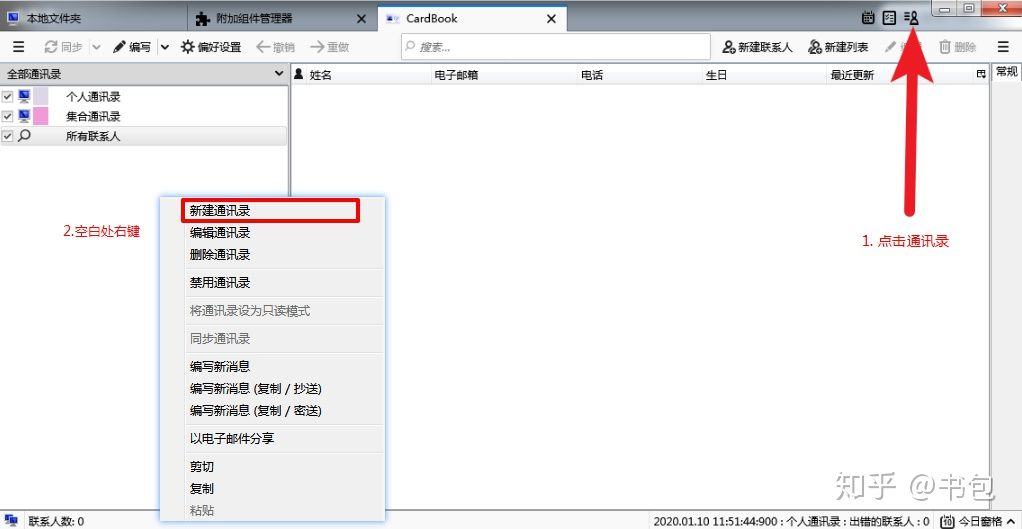 本地文件夹 附加组件管理器 CardBook
同步 编写 偏好设置 撤销 重做 搜索... 新建联系人 新建列表 编辑 删除
全部通讯录 姓名 电子邮箱 电话 生日 最近更新 常规
个人通讯录
集合通讯录
所有联系人
新建通讯录
2.空白处右键
编辑通讯录
1. 点击通讯录
删除通讯录
禁用通讯录
将通讯录设为只读模式
同步通讯录
编写新消息
编写新消息 (复制 / 抄送)
编写新消息 (复制 / 密送)
以电子邮件分享
剪切
复制
粘贴
知乎 @书包
联系人数: 0 2020.01.10 11:51:44:900 : 个人通讯录 : 出错的联系人 : 0 10 今日窗格